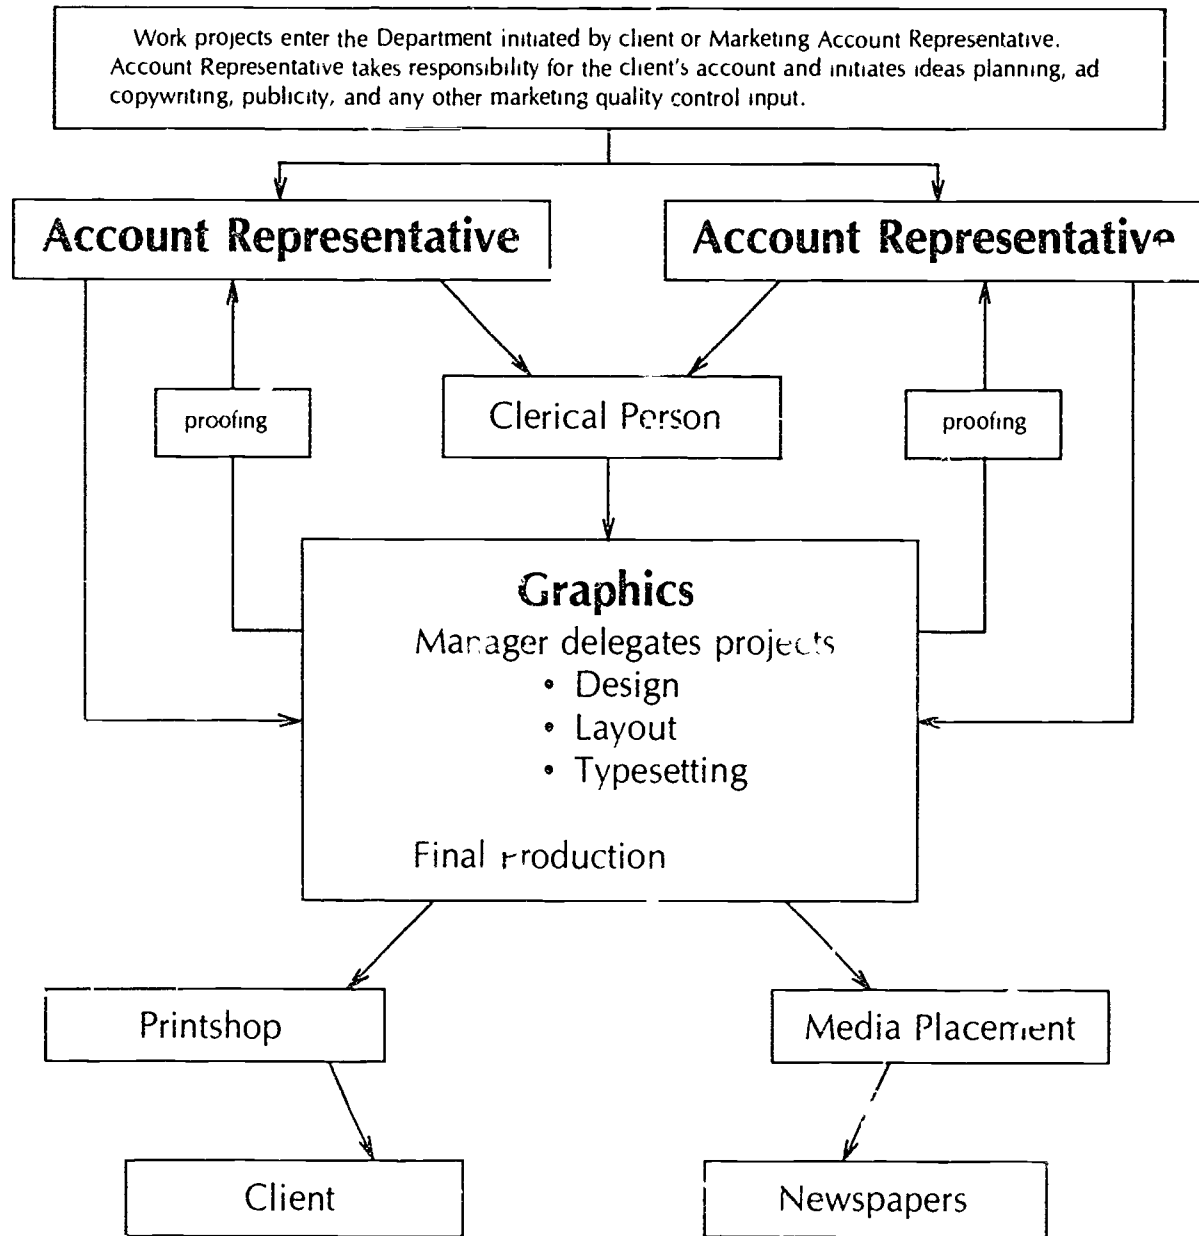 Work projects enter the Department initiated by client or Marketing Account Representative.
Account Representative takes responsibility for the client's account and initiates ideas planning, ad
copywriting, publicity, and any other marketing quality control input.
Account Representative
Account Representative
proofing
Clerical Person
proofing
Graphics
Manager delegates projects
• Design
• Layout
• Typesetting
Final Production
Printshop
Media Placement
Client
Newspapers